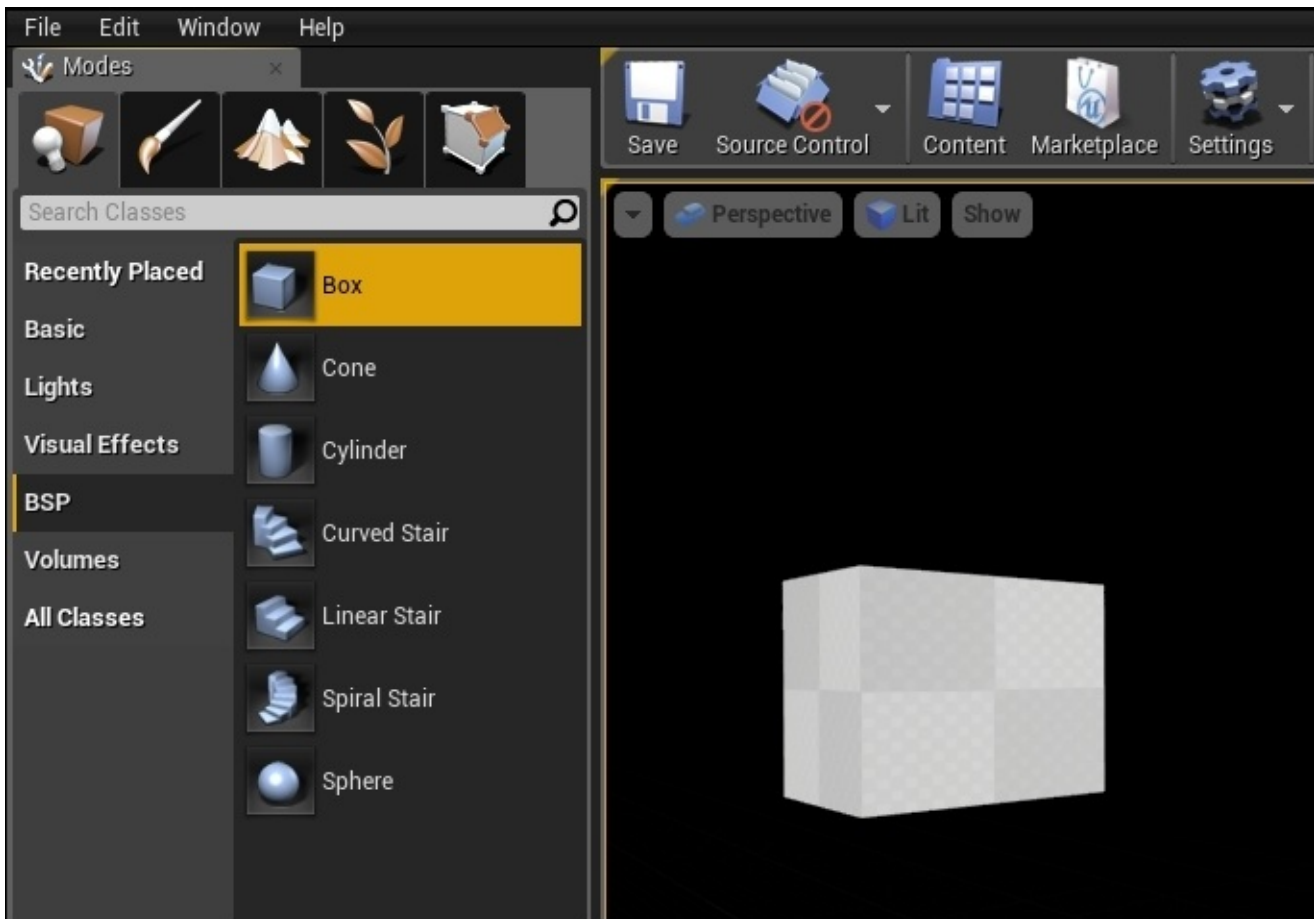 File Edit Window Help
Modes
Save Source Control Content Marketplace Settings
Search Classes
Perspective Lit Show
Recently Placed
Basic
Lights
Visual Effects
BSP
Volumes
All Classes
Box
Cone
Cylinder
Curved Stair
Linear Stair
Spiral Stair
Sphere